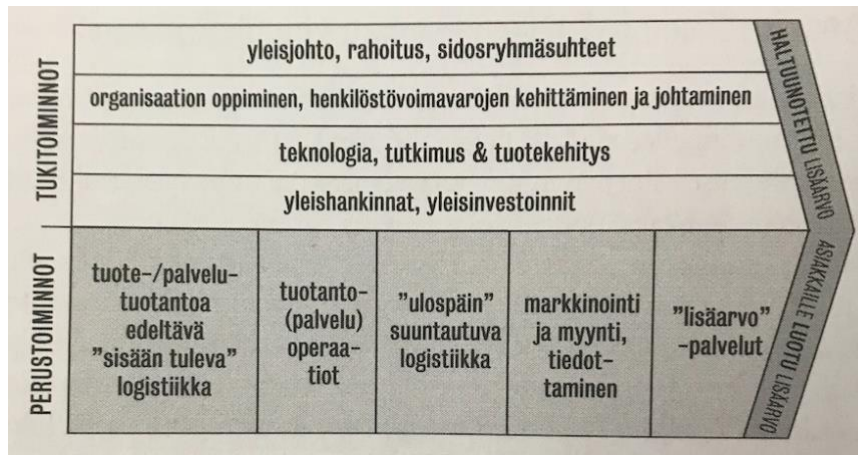 TUKITOIMINNOT
yleisjohto, rahoitus, sidosryhmäsuhteet
organisaation oppiminen, henkilöstövoimavarojen kehittäminen ja johtaminen
teknologia, tutkimus & tuotekehitys
yleishankinnat, yleisinvestoinnit
HALTUUNOTETTU LISÄARVO
PERUSTOIMINNOT
tuote-/palvelu-
tuotantoa
edeltävä
”sisään tuleva”
logistiikka
tuotanto-
(palvelu)
operaa-
tiot
”ulospäin”
suuntautuva
logistiikka
markkinointi
ja myynti,
tiedot-
taminen
”lisäarvo”
-palvelut
ASIAKKAILLE LUOTU LISÄARVO